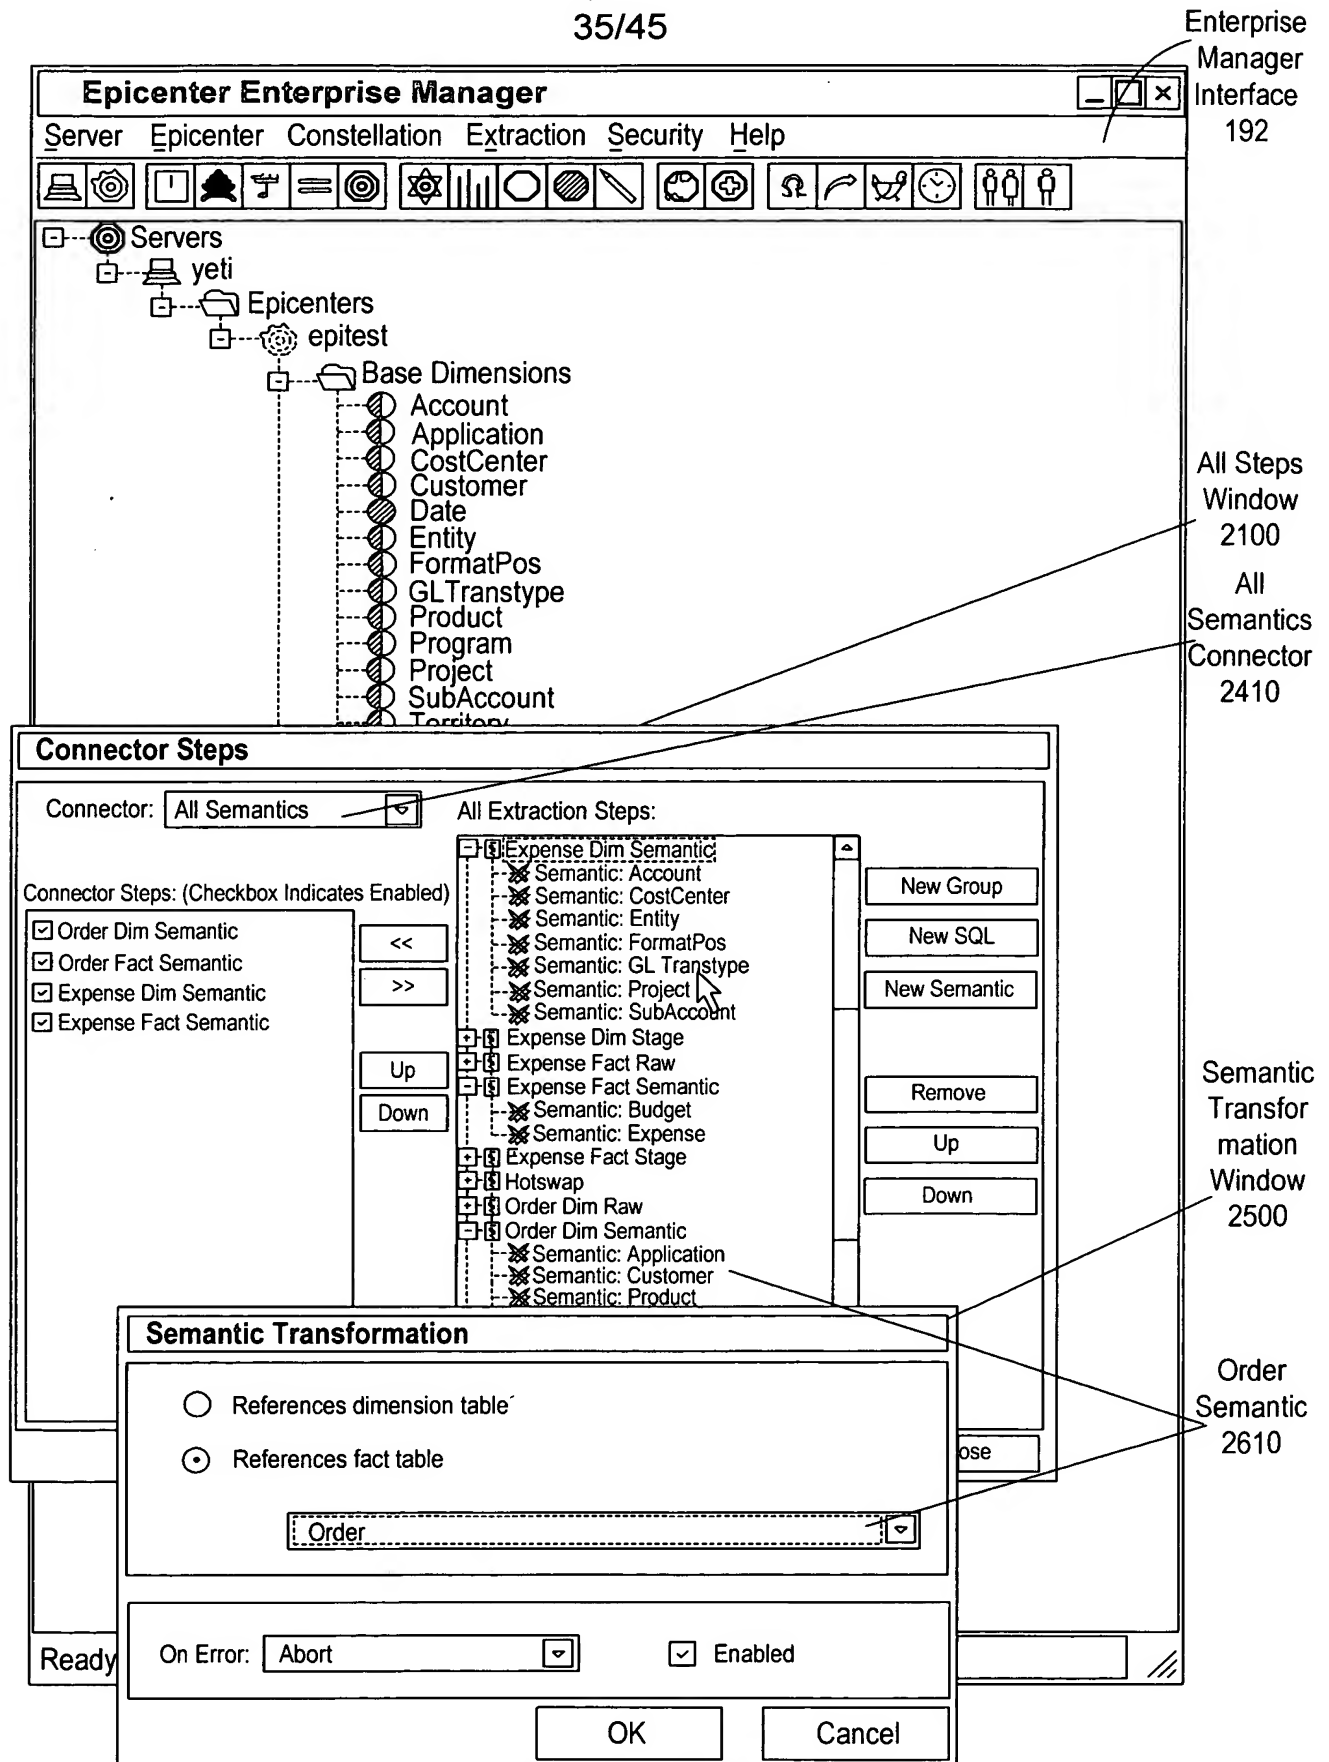 35/45
Enterprise
Manager
Interface
192
Epicenter Enterprise Manager
Server Epicenter Constellation Extraction Security Help
Servers
yeti
Epicenters
epitest
Base Dimensions
Account
Application
CostCenter
Customer
Date
Entity
FormatPos
GLTranstype
Product
Program
Project
SubAccount
Territory
All Steps
Window
2100
All
Semantics
Connector
2410
Connector Steps
Connector: All Semantics
All Extraction Steps:
Connector Steps: (Checkbox Indicates Enabled)
Order Dim Semantic
Order Fact Semantic
Expense Dim Semantic
Expense Fact Semantic
<<
>>
Up
Down
Expense Dim Semantic
Semantic: Account
Semantic: CostCenter
Semantic: Entity
Semantic: FormatPos
Semantic: GL Transtype
Semantic: Project
Semantic: SubAccount
Expense Dim Stage
Expense Fact Raw
Expense Fact Semantic
Semantic: Budget
Semantic: Expense
Expense Fact Stage
Hotswap
Order Dim Raw
Order Dim Semantic
Semantic: Application
Semantic: Customer
Semantic: Product
New Group
New SQL
New Semantic
Remove
Up
Down
ose
Semantic
Transfor
mation
Window
2500
Order
Semantic
2610
Semantic Transformation
References dimension table
References fact table
Order
On Error: Abort
Enabled
OK
Cancel
Ready